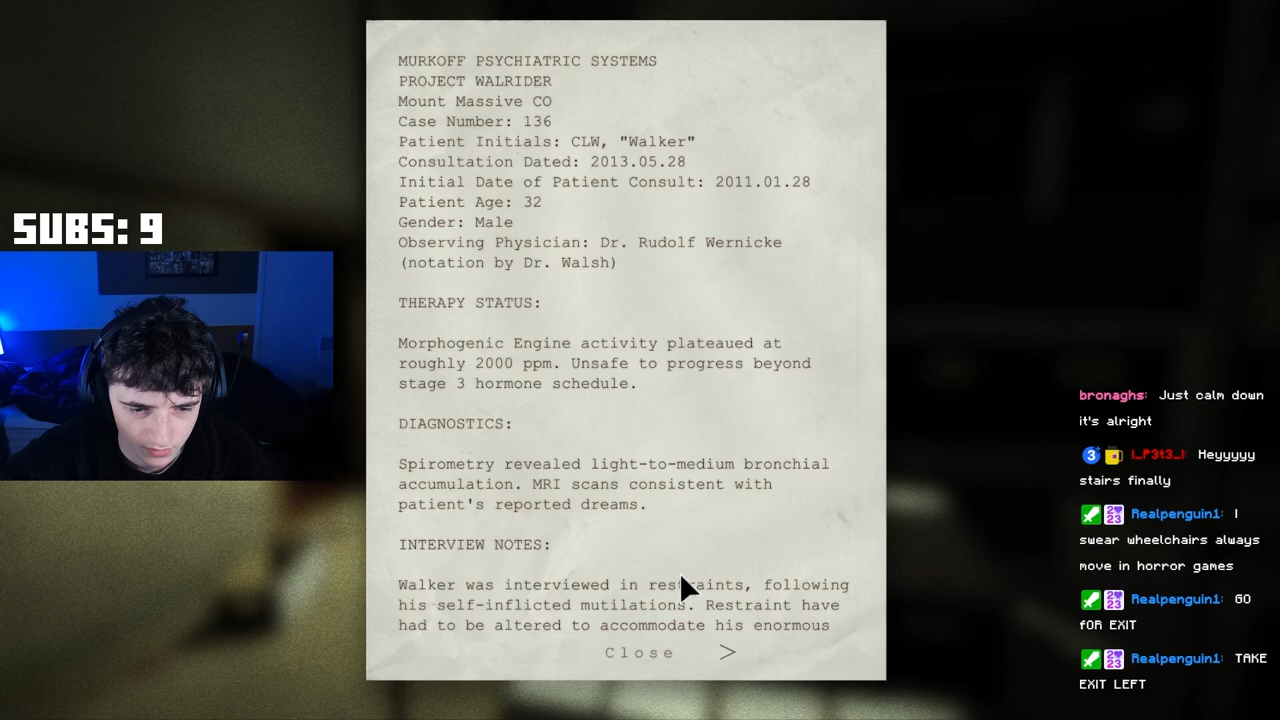 MURKOFF PSYCHIATRIC SYSTEMS
PROJECT WALRIDER
Mount Massive CO
Case Number: 136
Patient Initials: CLW, "Walker"
Consultation Dated: 2013.05.28
Initial Date of Patient Consult: 2011.01.28
Patient Age: 32
Gender: Male
Observing Physician: Dr. Rudolf Wernicke
(notation by Dr. Walsh)
THERAPY STATUS:
Morphogenic Engine activity plateaued at
roughly 2000 ppm. Unsafe to progress beyond
stage 3 hormone schedule.
DIAGNOSTICS:
Spirometry revealed light-to-medium bronchial
accumulation. MRI scans consistent with
patient's reported dreams.
INTERVIEW NOTES:
Walker was interviewed in restraints, following
his self-inflicted mutilations. Restraint have
had to be altered to accommodate his enormous
Close >
SUBS: 9
bronaghs: Just calm down
it's alright
3 l_P3t3_l: Heyyyyy
stairs finally
2023 Realpenguin1: I
swear wheelchairs always
move in horror games
2023 Realpenguin1: GO
fOR EXIT
2023 Realpenguin1: TAKE
EXIT LEFT